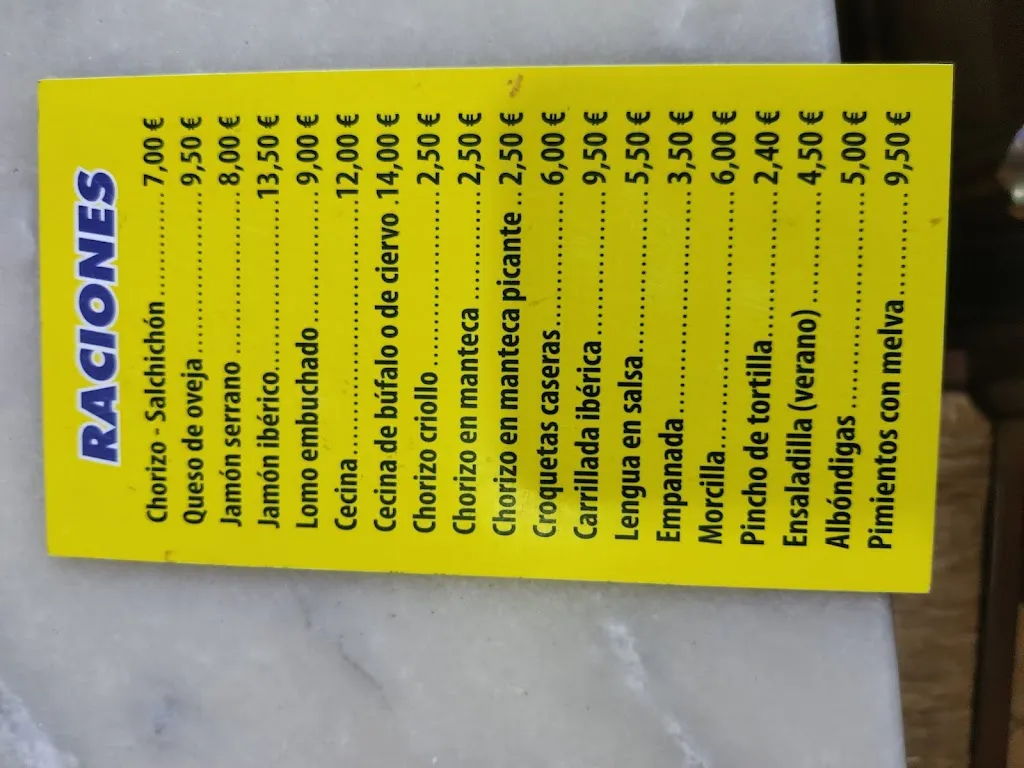 RACIONES
Chorizo - Salchichón ............... 7,00 €
Queso de oveja ........................ 9,50 €
Jamón serrano ......................... 8,00 €
Jamón ibérico ......................... 13,50 €
Lomo embuchado ................... 9,00 €
Cecina .................................... 12,00 €
Cecina de búfalo o de ciervo . 14,00 €
Chorizo criollo ......................... 2,50 €
Chorizo en manteca ................ 2,50 €
Chorizo en manteca picante .. 2,50 €
Croquetas caseras ................... 6,00 €
Carrillada ibérica ..................... 9,50 €
Lengua en salsa ....................... 5,50 €
Empanada ............................... 3,50 €
Morcilla ................................... 6,00 €
Pincho de tortilla ..................... 2,40 €
Ensaladilla (verano) ................. 4,50 €
Albóndigas .............................. 5,00 €
Pimientos con melva ............... 9,50 €